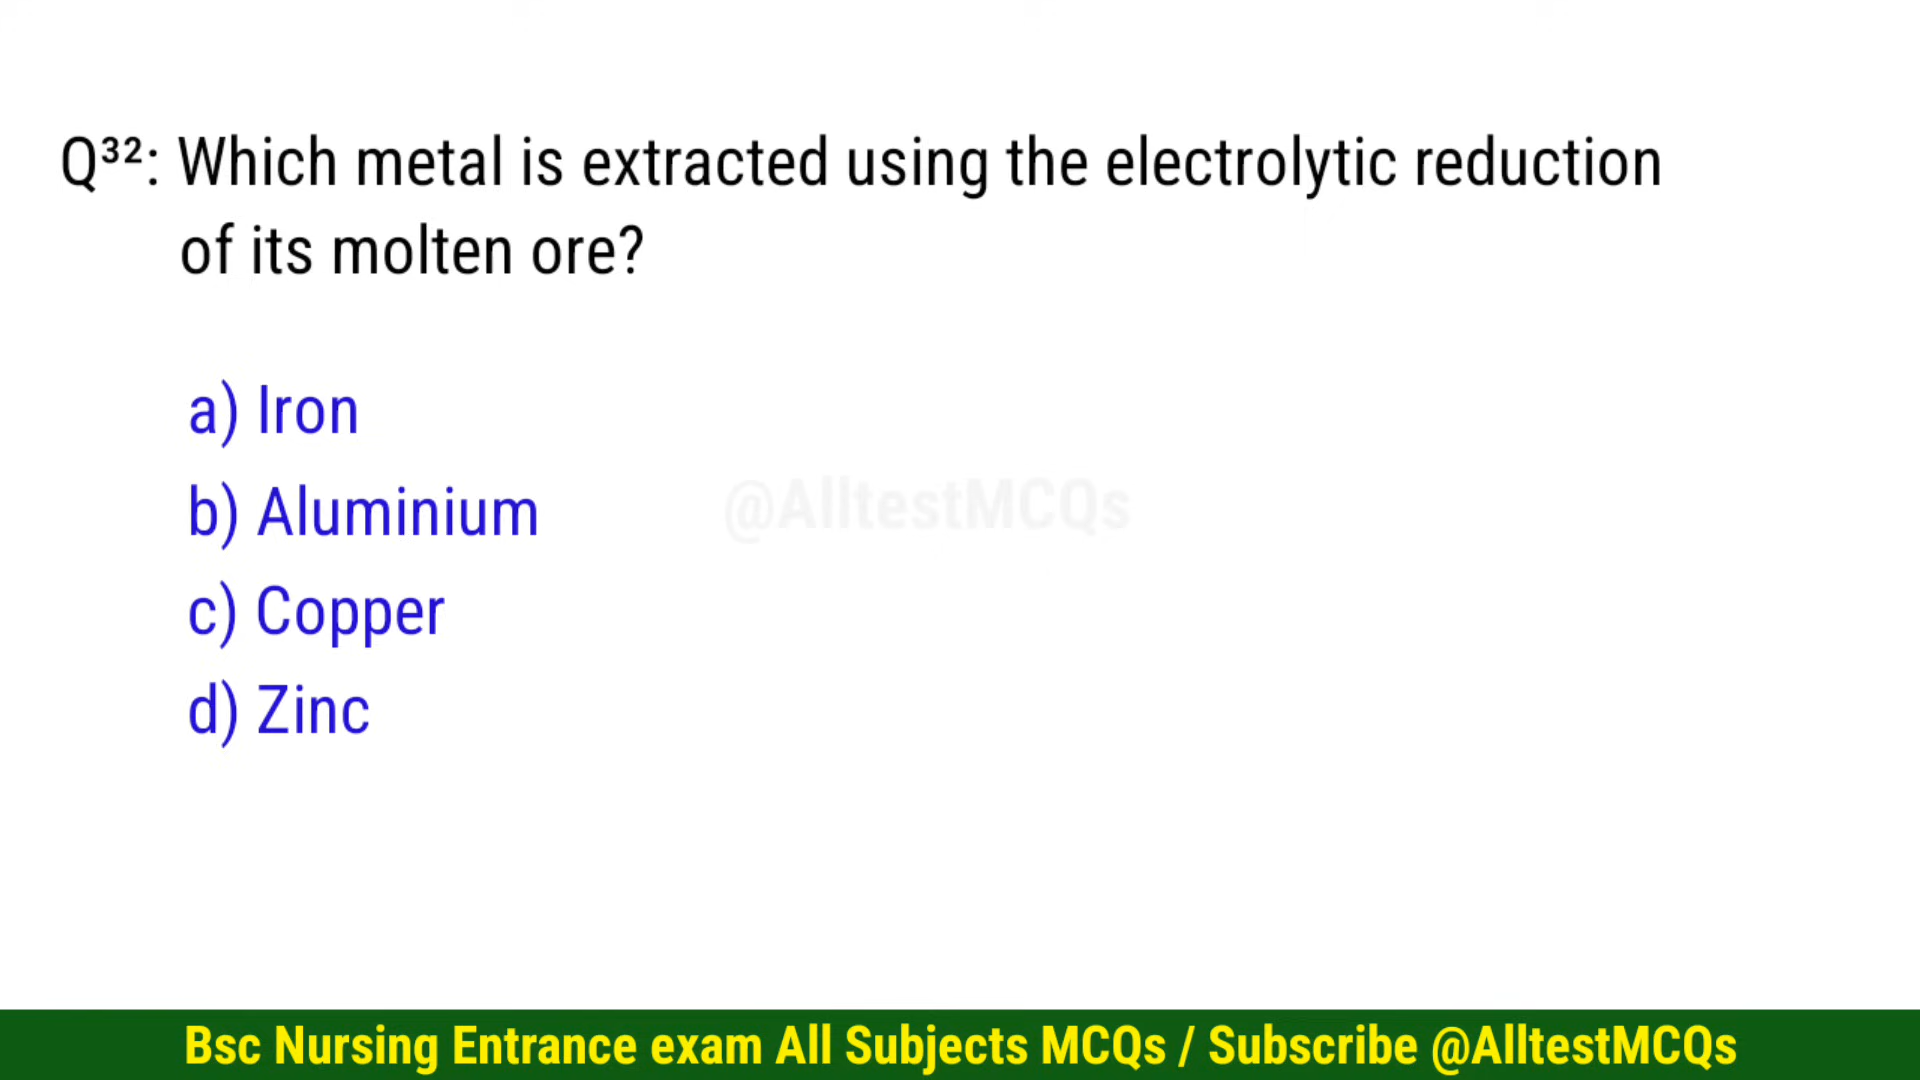 Q³²: Which metal is extracted using the electrolytic reduction
of its molten ore?
a) Iron
b) Aluminium
@AlltestMCQs
c) Copper
d) Zinc
Bsc Nursing Entrance exam All Subjects MCQs / Subscribe @AlltestMCQs